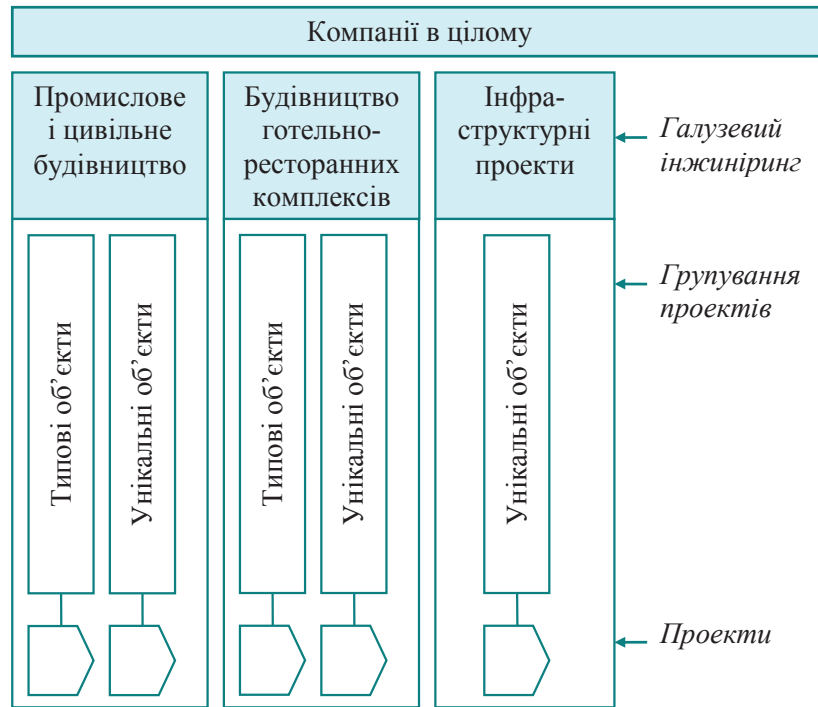 Компанії в цілому
Промислове
і цивільне
будівництво
Будівництво
готельно-
ресторанних
комплексів
Інфра-
структурні
проекти
Галузевий
інжиніринг
Типові об’єкти
Унікальні об’єкти
Типові об’єкти
Унікальні об’єкти
Унікальні об’єкти
Групування
проектів
Проекти